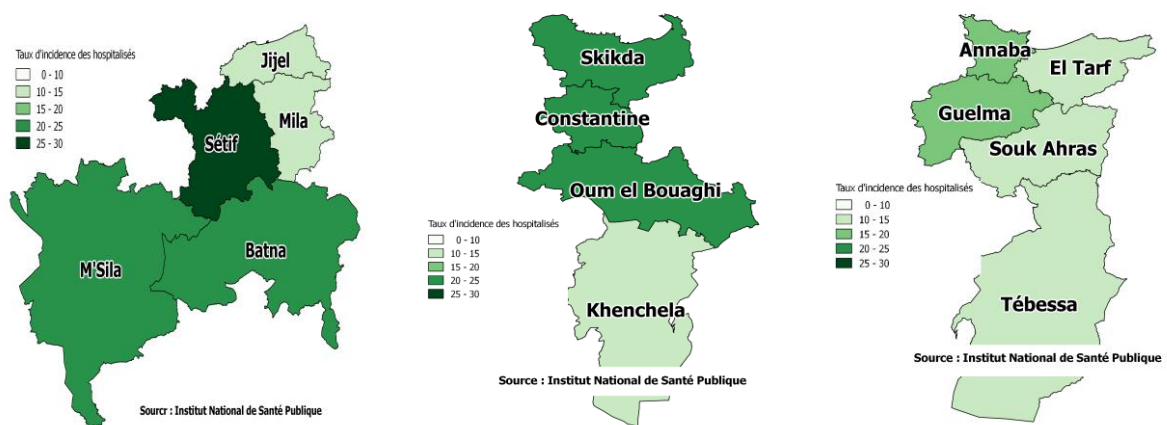 Taux d'incidence des hospitalisés
0 - 10
10 - 15
15 - 20
20 - 25
25 - 30
Jijel
Mila
Sétif
M'Sila
Batna
Sourcr : Institut National de Santé Publique
Skikda
Constantine
Oum el Bouaghi
Taux d'incidence des hospitalisés
0 - 10
10 - 15
15 - 20
20 - 25
25 - 30
Khenchela
Source : Institut National de Santé Publique
Annaba
El Tarf
Guelma
Souk Ahras
Taux d'incidence des hospitalisés
0 - 10
10 - 15
15 - 20
20 - 25
25 - 30
Tébessa
Source : Institut National de Santé Publique